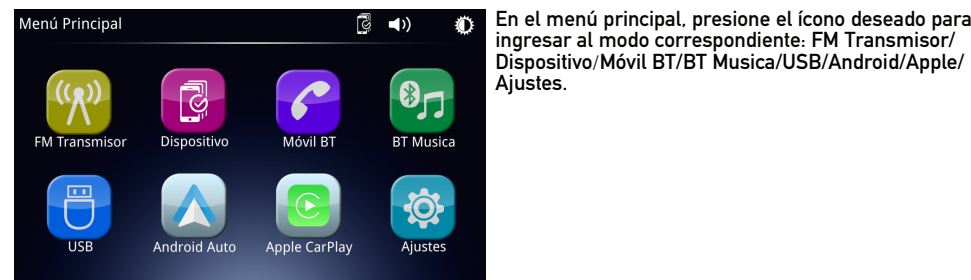 Menú Principal
FM Transmisor
Dispositivo
Móvil BT
BT Musica
USB
Android Auto
Apple CarPlay
Ajustes
En el menú principal, presione el ícono deseado para
ingresar al modo correspondiente: FM Transmisor/
Dispositivo/Móvil BT/BT Musica/USB/Android/Apple/
Ajustes.